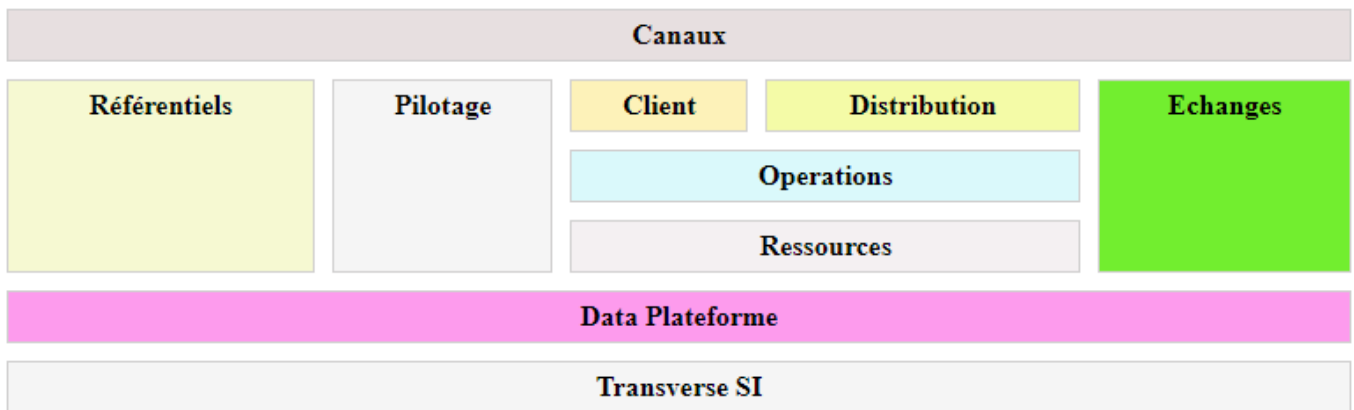 Canaux
Référentiels
Pilotage
Client
Distribution
Echanges
Operations
Ressources
Data Plateforme
Transverse SI